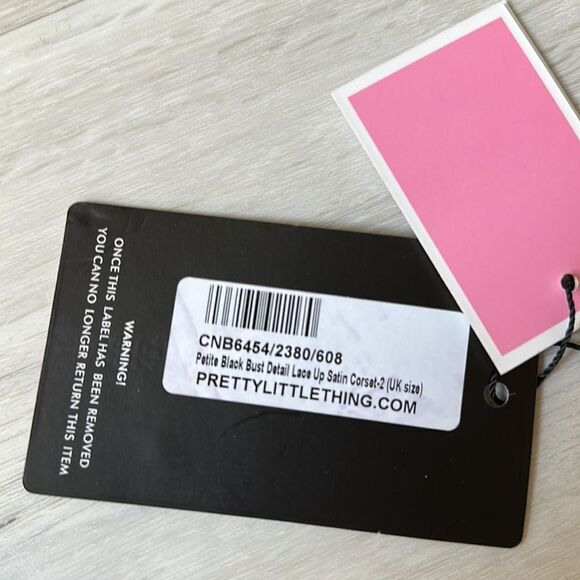 WARNING!
ONCE THIS LABEL HAS BEEN REMOVED
YOU CAN NO LONGER RETURN THIS ITEM
CNB6454/2380/608
Petite Black Bust Detail Lace Up Satin Corset-2 (UK size)
PRETTYLITTLETHING.COM